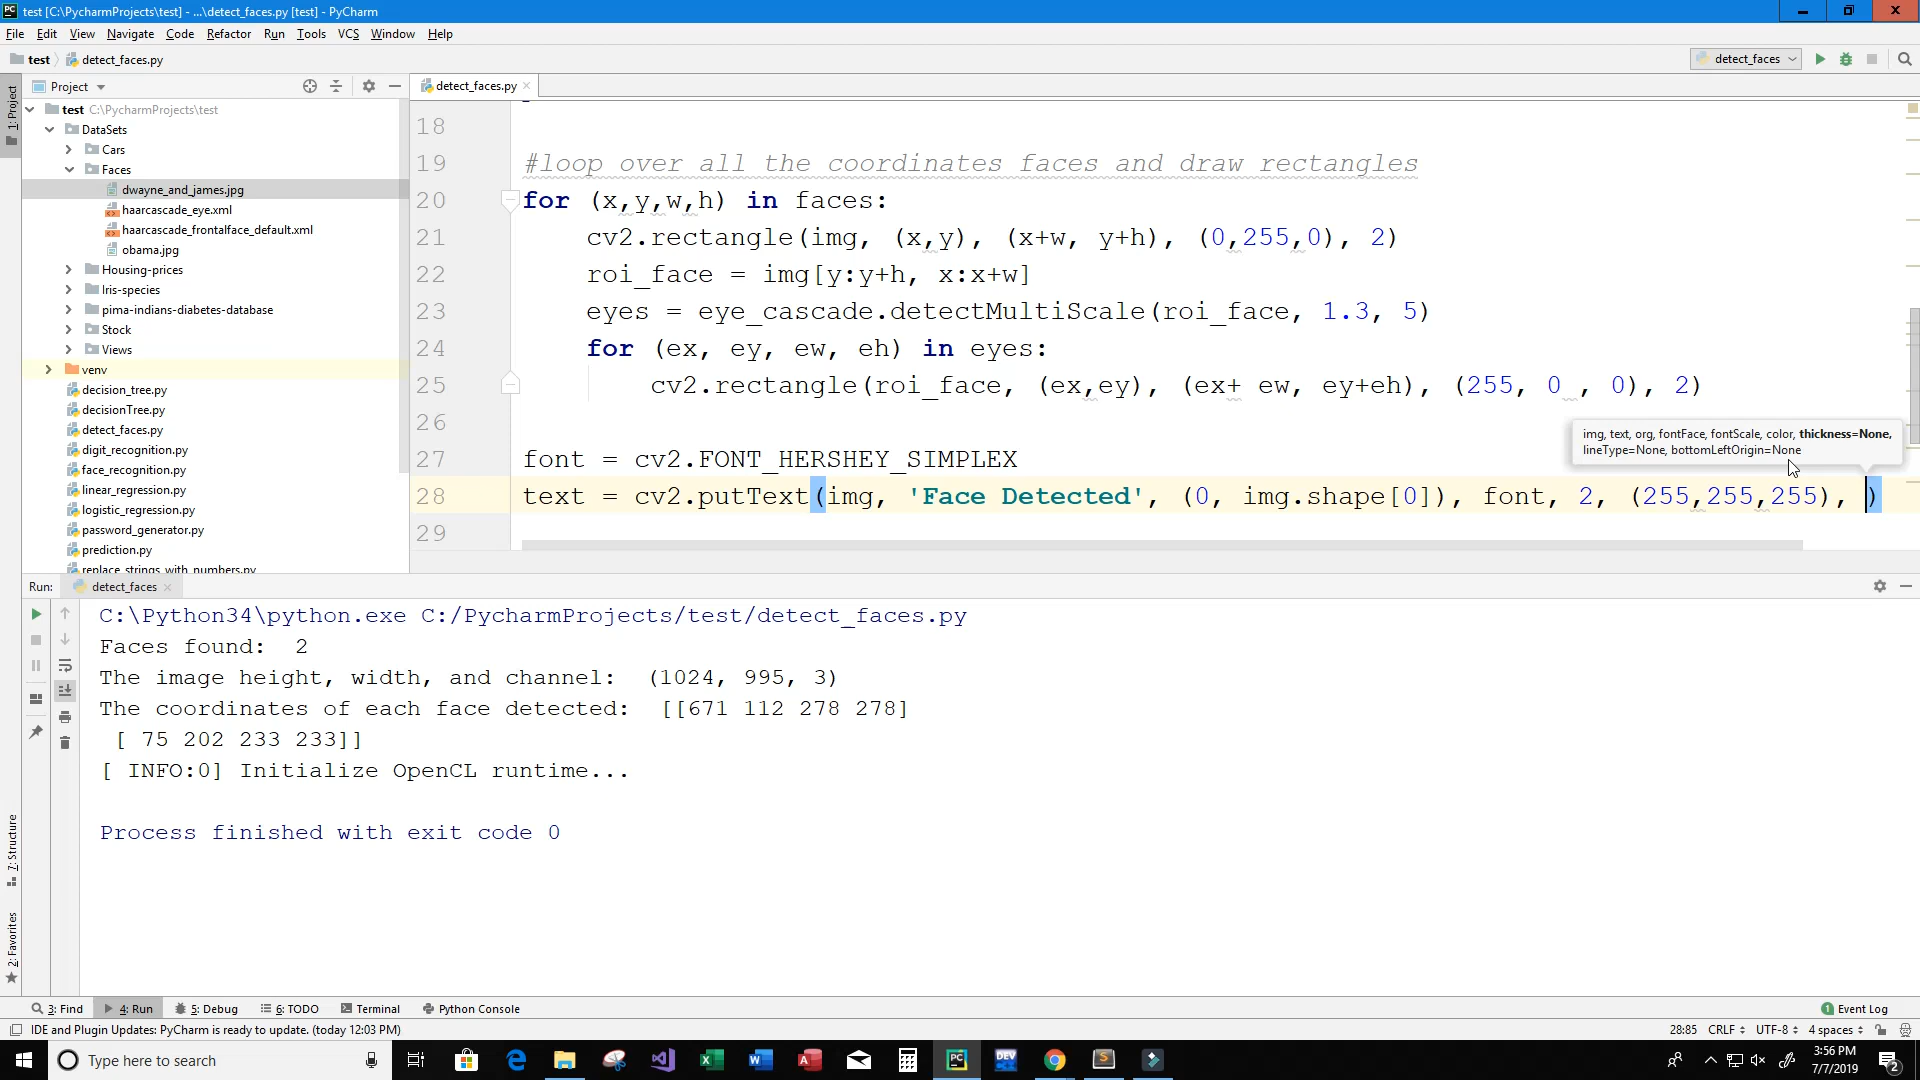 test [C:\PycharmProjects\test] - ...\detect_faces.py [test] - PyCharm
File Edit View Navigate Code Refactor Run Tools VCS Window Help
test detect_faces.py
detect_faces
Project
detect_faces.py
1: Project
test C:\PycharmProjects\test
DataSets
Cars
Faces
dwayne_and_james.jpg
haarcascade_eye.xml
haarcascade_frontalface_default.xml
obama.jpg
Housing-prices
Iris-species
pima-indians-diabetes-database
Stock
Views
venv
decision_tree.py
decisionTree.py
detect_faces.py
digit_recognition.py
face_recognition.py
linear_regression.py
logistic_regression.py
password_generator.py
prediction.py
replace_strings_with_numbers.py
18
19 #loop over all the coordinates faces and draw rectangles
20 for (x,y,w,h) in faces:
21 cv2.rectangle(img, (x,y), (x+w, y+h), (0,255,0), 2)
22 roi_face = img[y:y+h, x:x+w]
23 eyes = eye_cascade.detectMultiScale(roi_face, 1.3, 5)
24 for (ex, ey, ew, eh) in eyes:
25 cv2.rectangle(roi_face, (ex,ey), (ex+ ew, ey+eh), (255, 0 , 0), 2)
26
img, text, org, fontFace, fontScale, color, thickness=None,
lineType=None, bottomLeftOrigin=None
27 font = cv2.FONT_HERSHEY_SIMPLEX
28 text = cv2.putText(img, 'Face Detected', (0, img.shape[0]), font, 2, (255,255,255), )
29
Run: detect_faces
C:\Python34\python.exe C:/PycharmProjects/test/detect_faces.py
Faces found:  2
The image height, width, and channel:  (1024, 995, 3)
The coordinates of each face detected:  [[671 112 278 278]
[ 75 202 233 233]]
[ INFO:0] Initialize OpenCL runtime...
Process finished with exit code 0
7: Structure
2: Favorites
3: Find 4: Run 5: Debug 6: TODO Terminal Python Console 1 Event Log
IDE and Plugin Updates: PyCharm is ready to update. (today 12:03 PM) 28:85 CRLF UTF-8 4 spaces
Type here to search
3:56 PM
7/7/2019
2